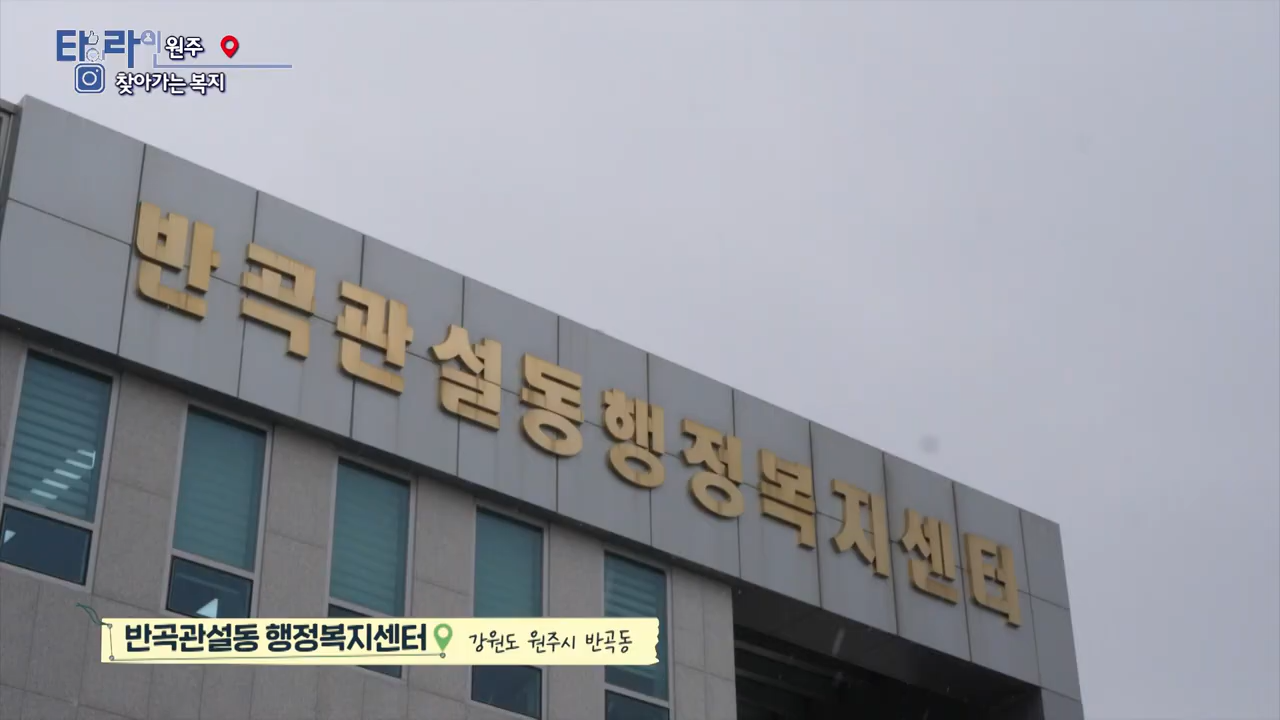 타임라인 원주
찾아가는 복지
반곡관설동행정복지센터
반곡관설동 행정복지센터
강원도 원주시 반곡동